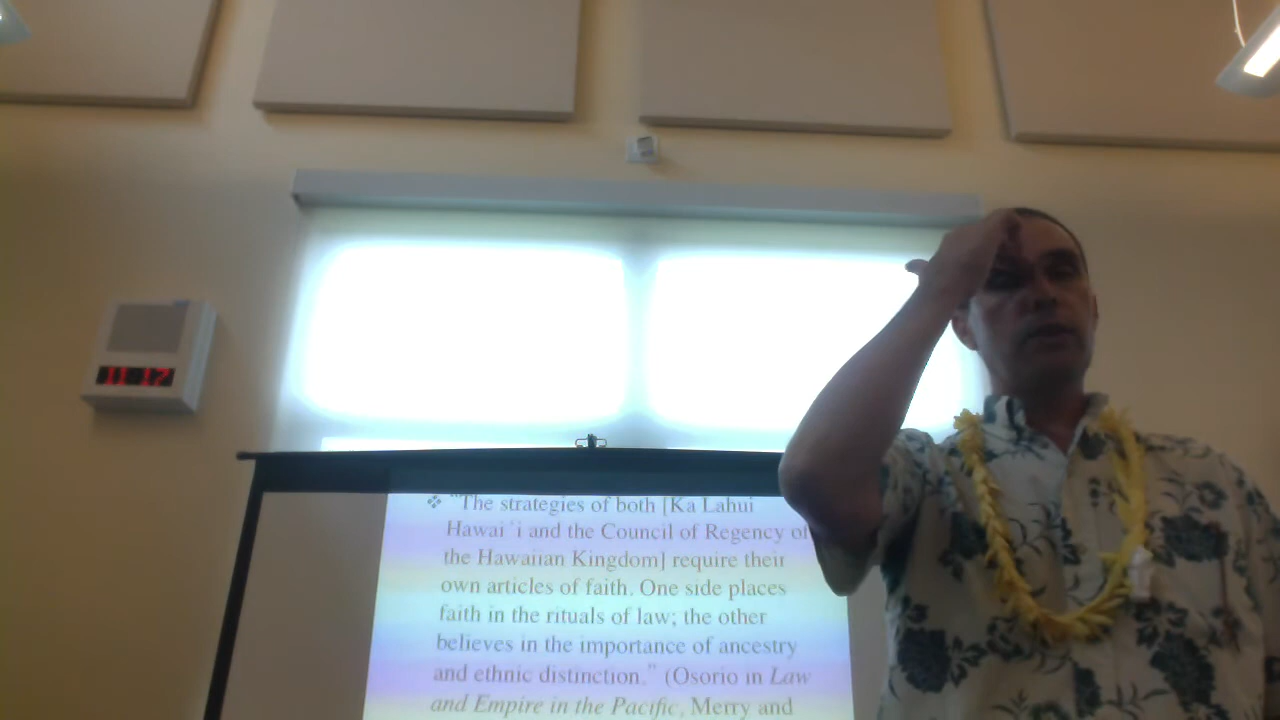 11:17
❖ "The strategies of both [Ka Lahui
Hawai ʻi and the Council of Regency of
the Hawaiian Kingdom] require their
own articles of faith. One side places
faith in the rituals of law; the other
believes in the importance of ancestry
and ethnic distinction." (Osorio in Law
and Empire in the Pacific, Merry and